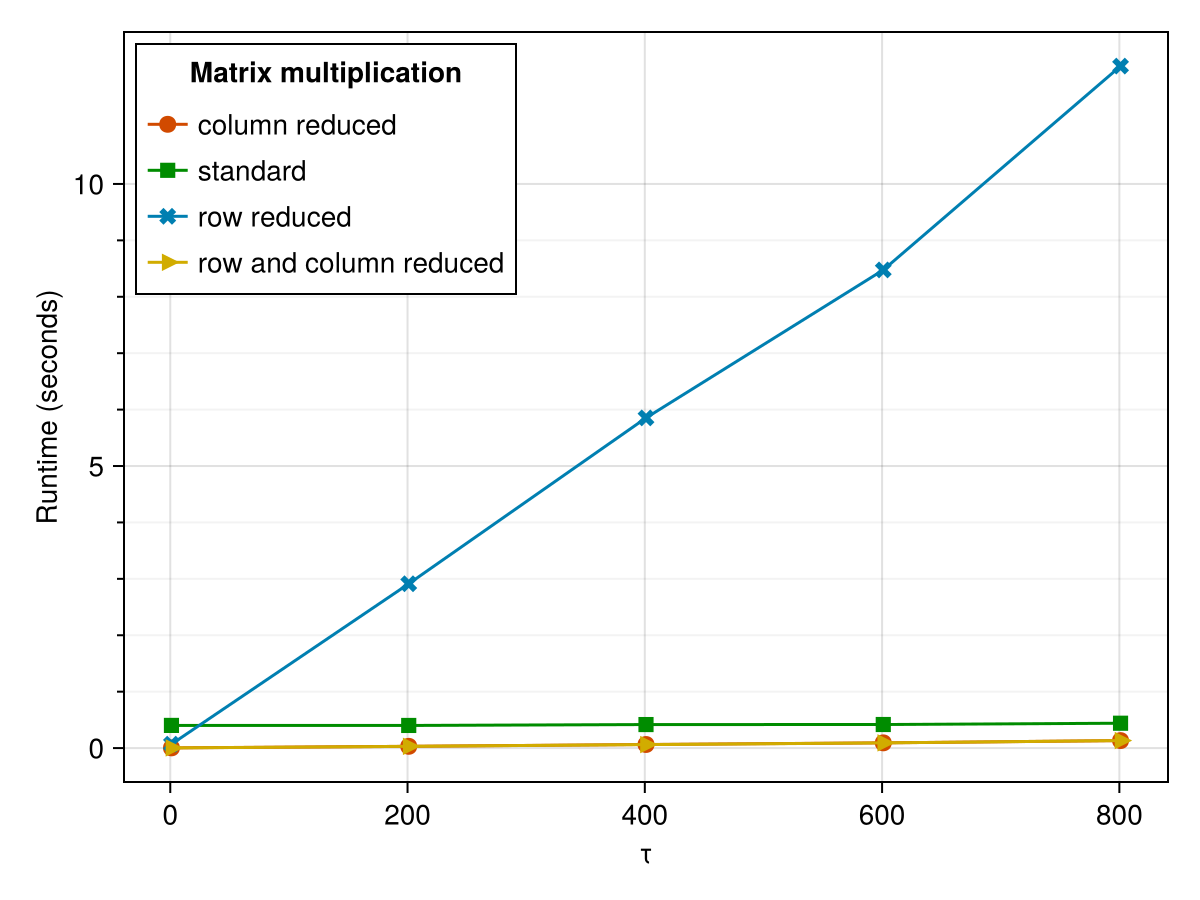 Matrix multiplication
column reduced
standard
row reduced
row and column reduced
10
5
0
Runtime (seconds)
0 200 400 600 800
τ